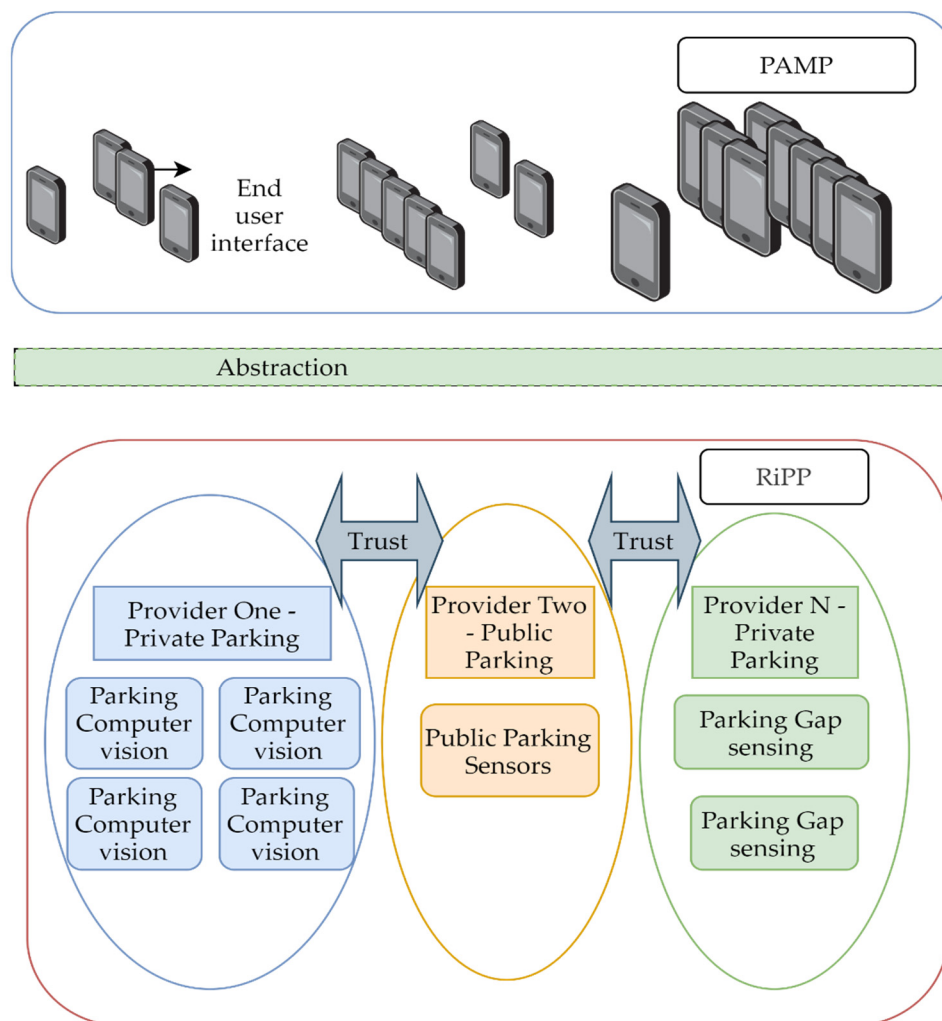 PAMP
End
user
interface
Abstraction
RiPP
Trust
Trust
Provider One -
Private Parking
Provider Two
- Public
Parking
Provider N -
Private
Parking
Parking
Computer
vision
Parking
Computer
vision
Parking
Computer
vision
Parking
Computer
vision
Public Parking
Sensors
Parking Gap
sensing
Parking Gap
sensing